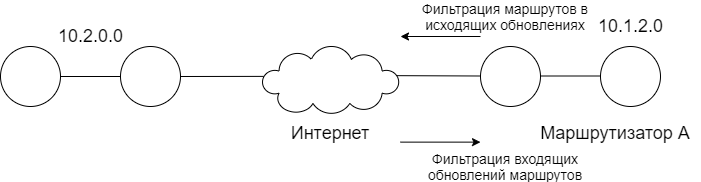 Фильтрация маршрутов в
исходящих обновлениях
10.2.0.0
10.1.2.0
Интернет
Маршрутизатор А
Фильтрация входящих
обновлений маршрутов